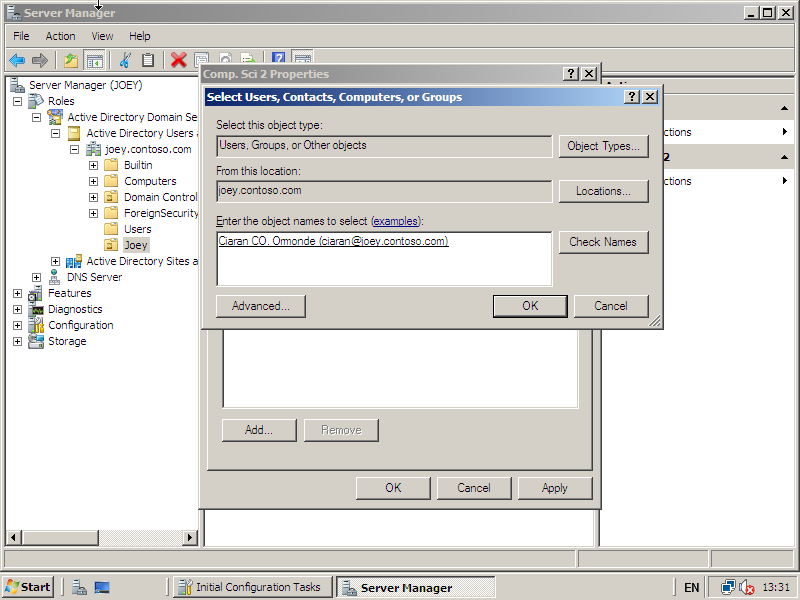 Server Manager
File Action View Help
Comp. Sci 2 Properties
Select Users, Contacts, Computers, or Groups
Select this object type:
Users, Groups, or Other objects
Object Types...
From this location:
joey.contoso.com
Locations...
Enter the object names to select (examples):
Ciaran CO. Ormonde (ciaran@joey.contoso.com)
Check Names
Advanced...
OK
Cancel
Server Manager (JOEY)
Roles
Active Directory Domain Se
Active Directory Users a
joey.contoso.com
Builtin
Computers
Domain Control
ForeignSecurity
Users
Joey
Active Directory Sites a
DNS Server
Features
Diagnostics
Configuration
Storage
ctions
2
ctions
Add...
Remove
OK
Cancel
Apply
Start
Initial Configuration Tasks
Server Manager
EN
13:31